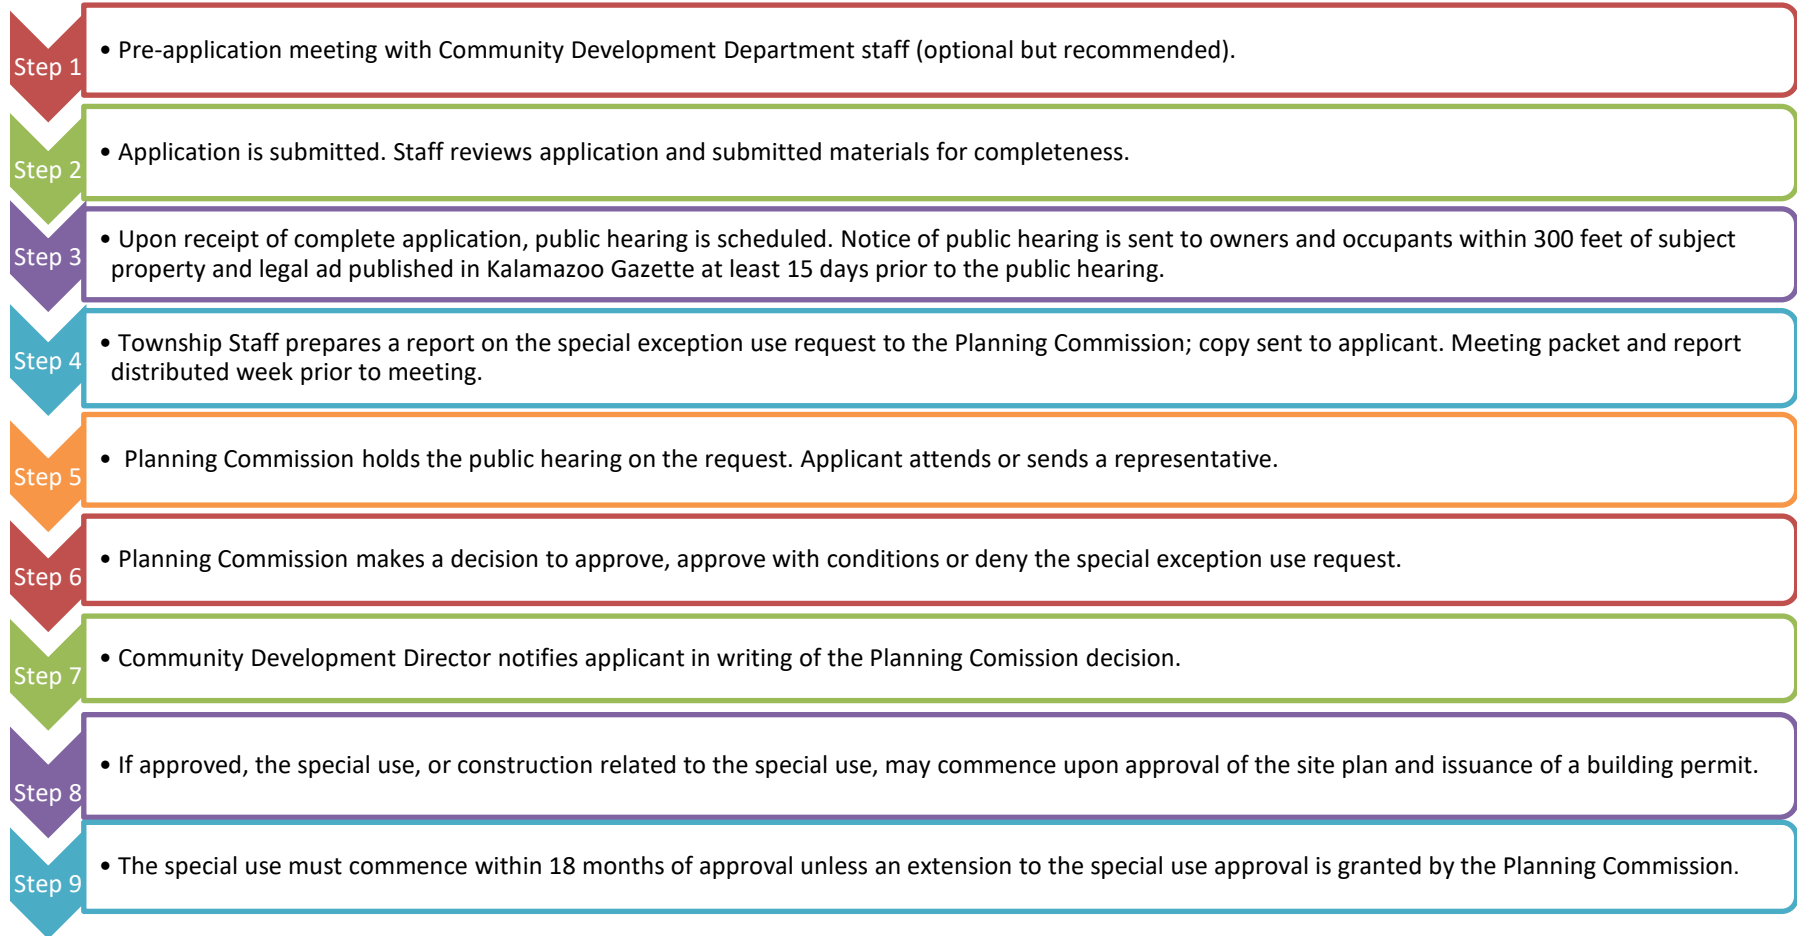 Step 1
• Pre-application meeting with Community Development Department staff (optional but recommended).
Step 2
• Application is submitted. Staff reviews application and submitted materials for completeness.
Step 3
• Upon receipt of complete application, public hearing is scheduled. Notice of public hearing is sent to owners and occupants within 300 feet of subject
property and legal ad published in Kalamazoo Gazette at least 15 days prior to the public hearing.
Step 4
• Township Staff prepares a report on the special exception use request to the Planning Commission; copy sent to applicant. Meeting packet and report
distributed week prior to meeting.
Step 5
• Planning Commission holds the public hearing on the request. Applicant attends or sends a representative.
Step 6
• Planning Commission makes a decision to approve, approve with conditions or deny the special exception use request.
Step 7
• Community Development Director notifies applicant in writing of the Planning Comission decision.
Step 8
• If approved, the special use, or construction related to the special use, may commence upon approval of the site plan and issuance of a building permit.
Step 9
• The special use must commence within 18 months of approval unless an extension to the special use approval is granted by the Planning Commission.